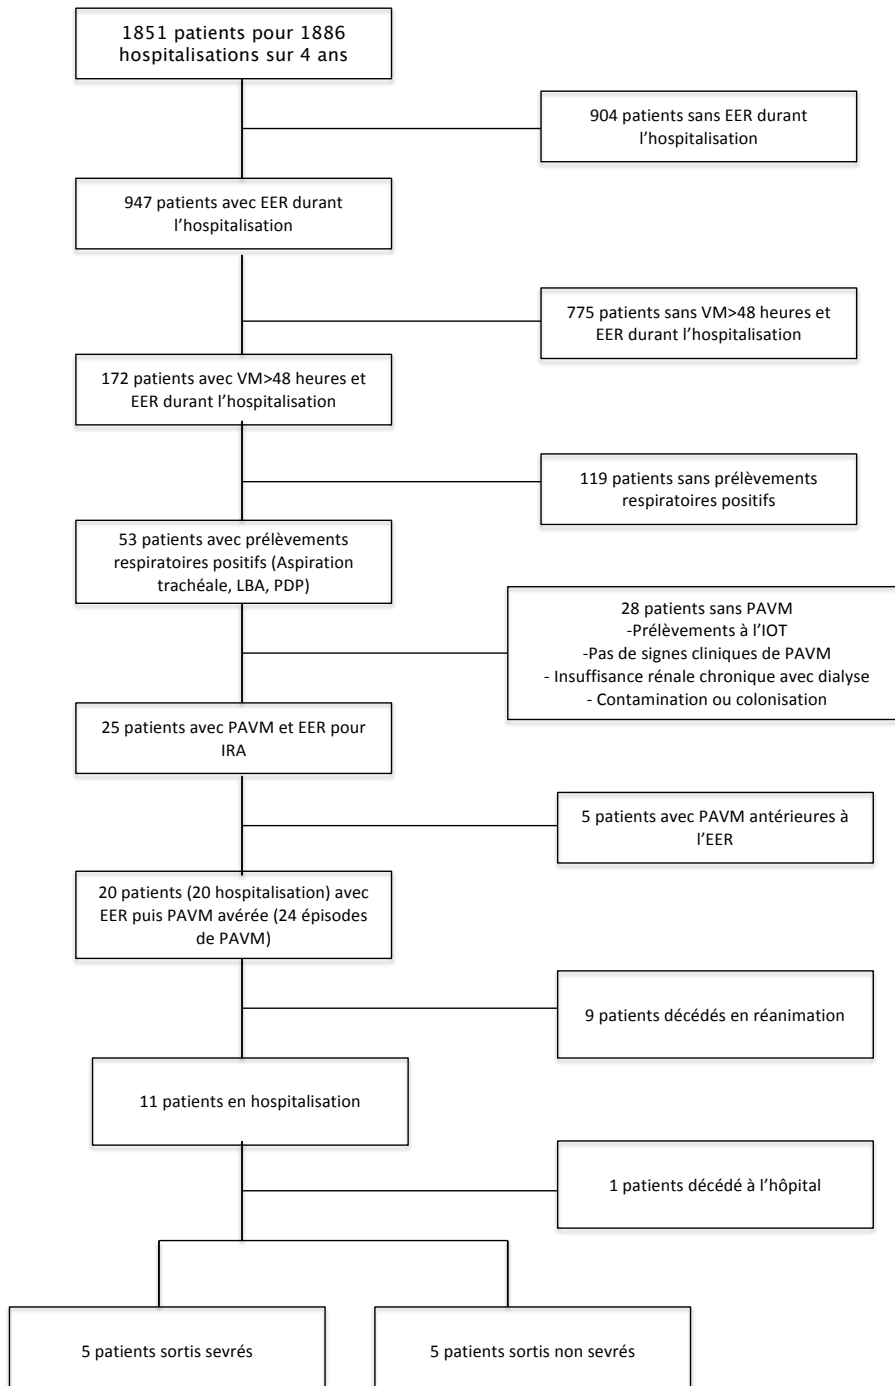 1851 patients pour 1886
hospitalisations sur 4 ans
904 patients sans EER durant
l’hospitalisation
947 patients avec EER durant
l’hospitalisation
775 patients sans VM>48 heures et
EER durant l’hospitalisation
172 patients avec VM>48 heures et
EER durant l’hospitalisation
119 patients sans prélèvements
respiratoires positifs
53 patients avec prélèvements
respiratoires positifs (Aspiration
trachéale, LBA, PDP)
28 patients sans PAVM
-Prélèvements à l’IOT
-Pas de signes cliniques de PAVM
- Insuffisance rénale chronique avec dialyse
- Contamination ou colonisation
25 patients avec PAVM et EER pour
IRA
5 patients avec PAVM antérieures à
l’EER
20 patients (20 hospitalisation) avec
EER puis PAVM avérée (24 épisodes
de PAVM)
9 patients décédés en réanimation
11 patients en hospitalisation
1 patients décédé à l’hôpital
5 patients sortis sevrés
5 patients sortis non sevrés